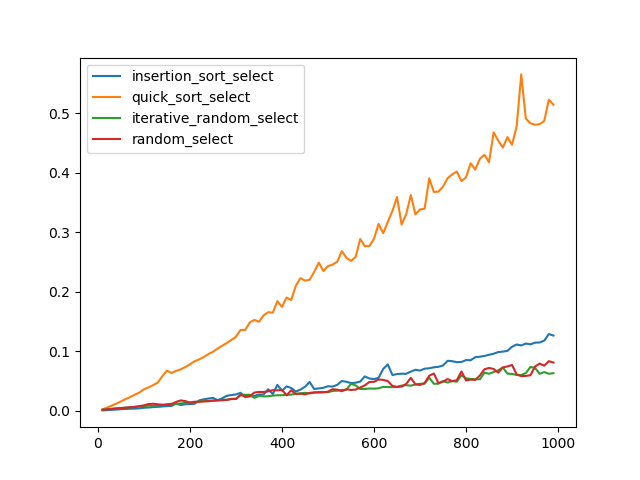 insertion_sort_select
quick_sort_select
iterative_random_select
random_select
0.5
0.4
0.3
0.2
0.1
0.0
0 200 400 600 800 1000